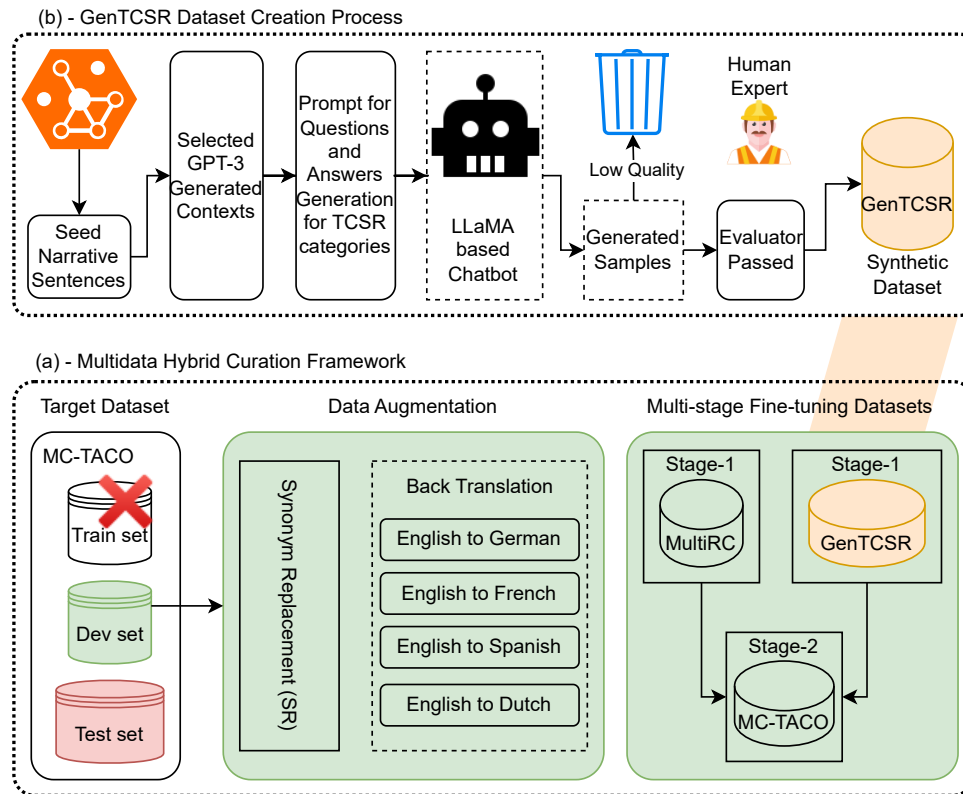 (b) - GenTCSR Dataset Creation Process
Seed
Narrative
Sentences
Selected
GPT-3
Generated
Contexts
Prompt for
Questions
and
Answers
Generation
for TCSR
categories
LLaMA
based
Chatbot
Low Quality
Generated
Samples
Human
Expert
Evaluator
Passed
GenTCSR
Synthetic
Dataset
(a) - Multidata Hybrid Curation Framework
Target Dataset
MC-TACO
Train set
Dev set
Test set
Data Augmentation
Synonym Replacement (SR)
Back Translation
English to German
English to French
English to Spanish
English to Dutch
Multi-stage Fine-tuning Datasets
Stage-1
MultiRC
Stage-1
GenTCSR
Stage-2
MC-TACO